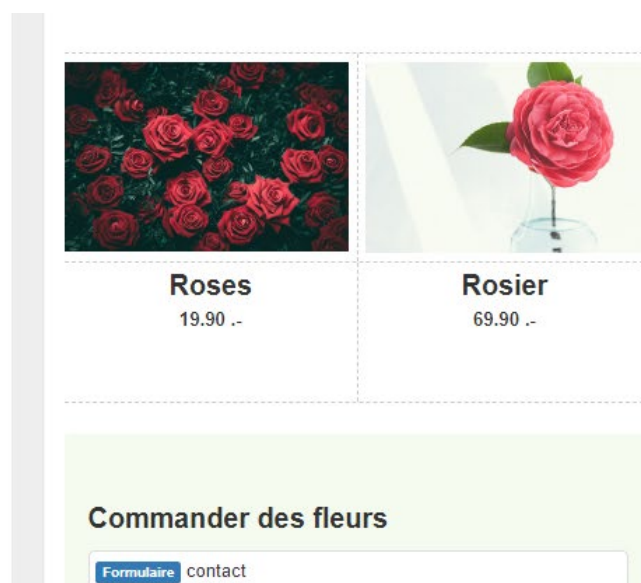 Roses
Rosier
19.90 .-
69.90 .-
Commander des fleurs
Formulaire contact